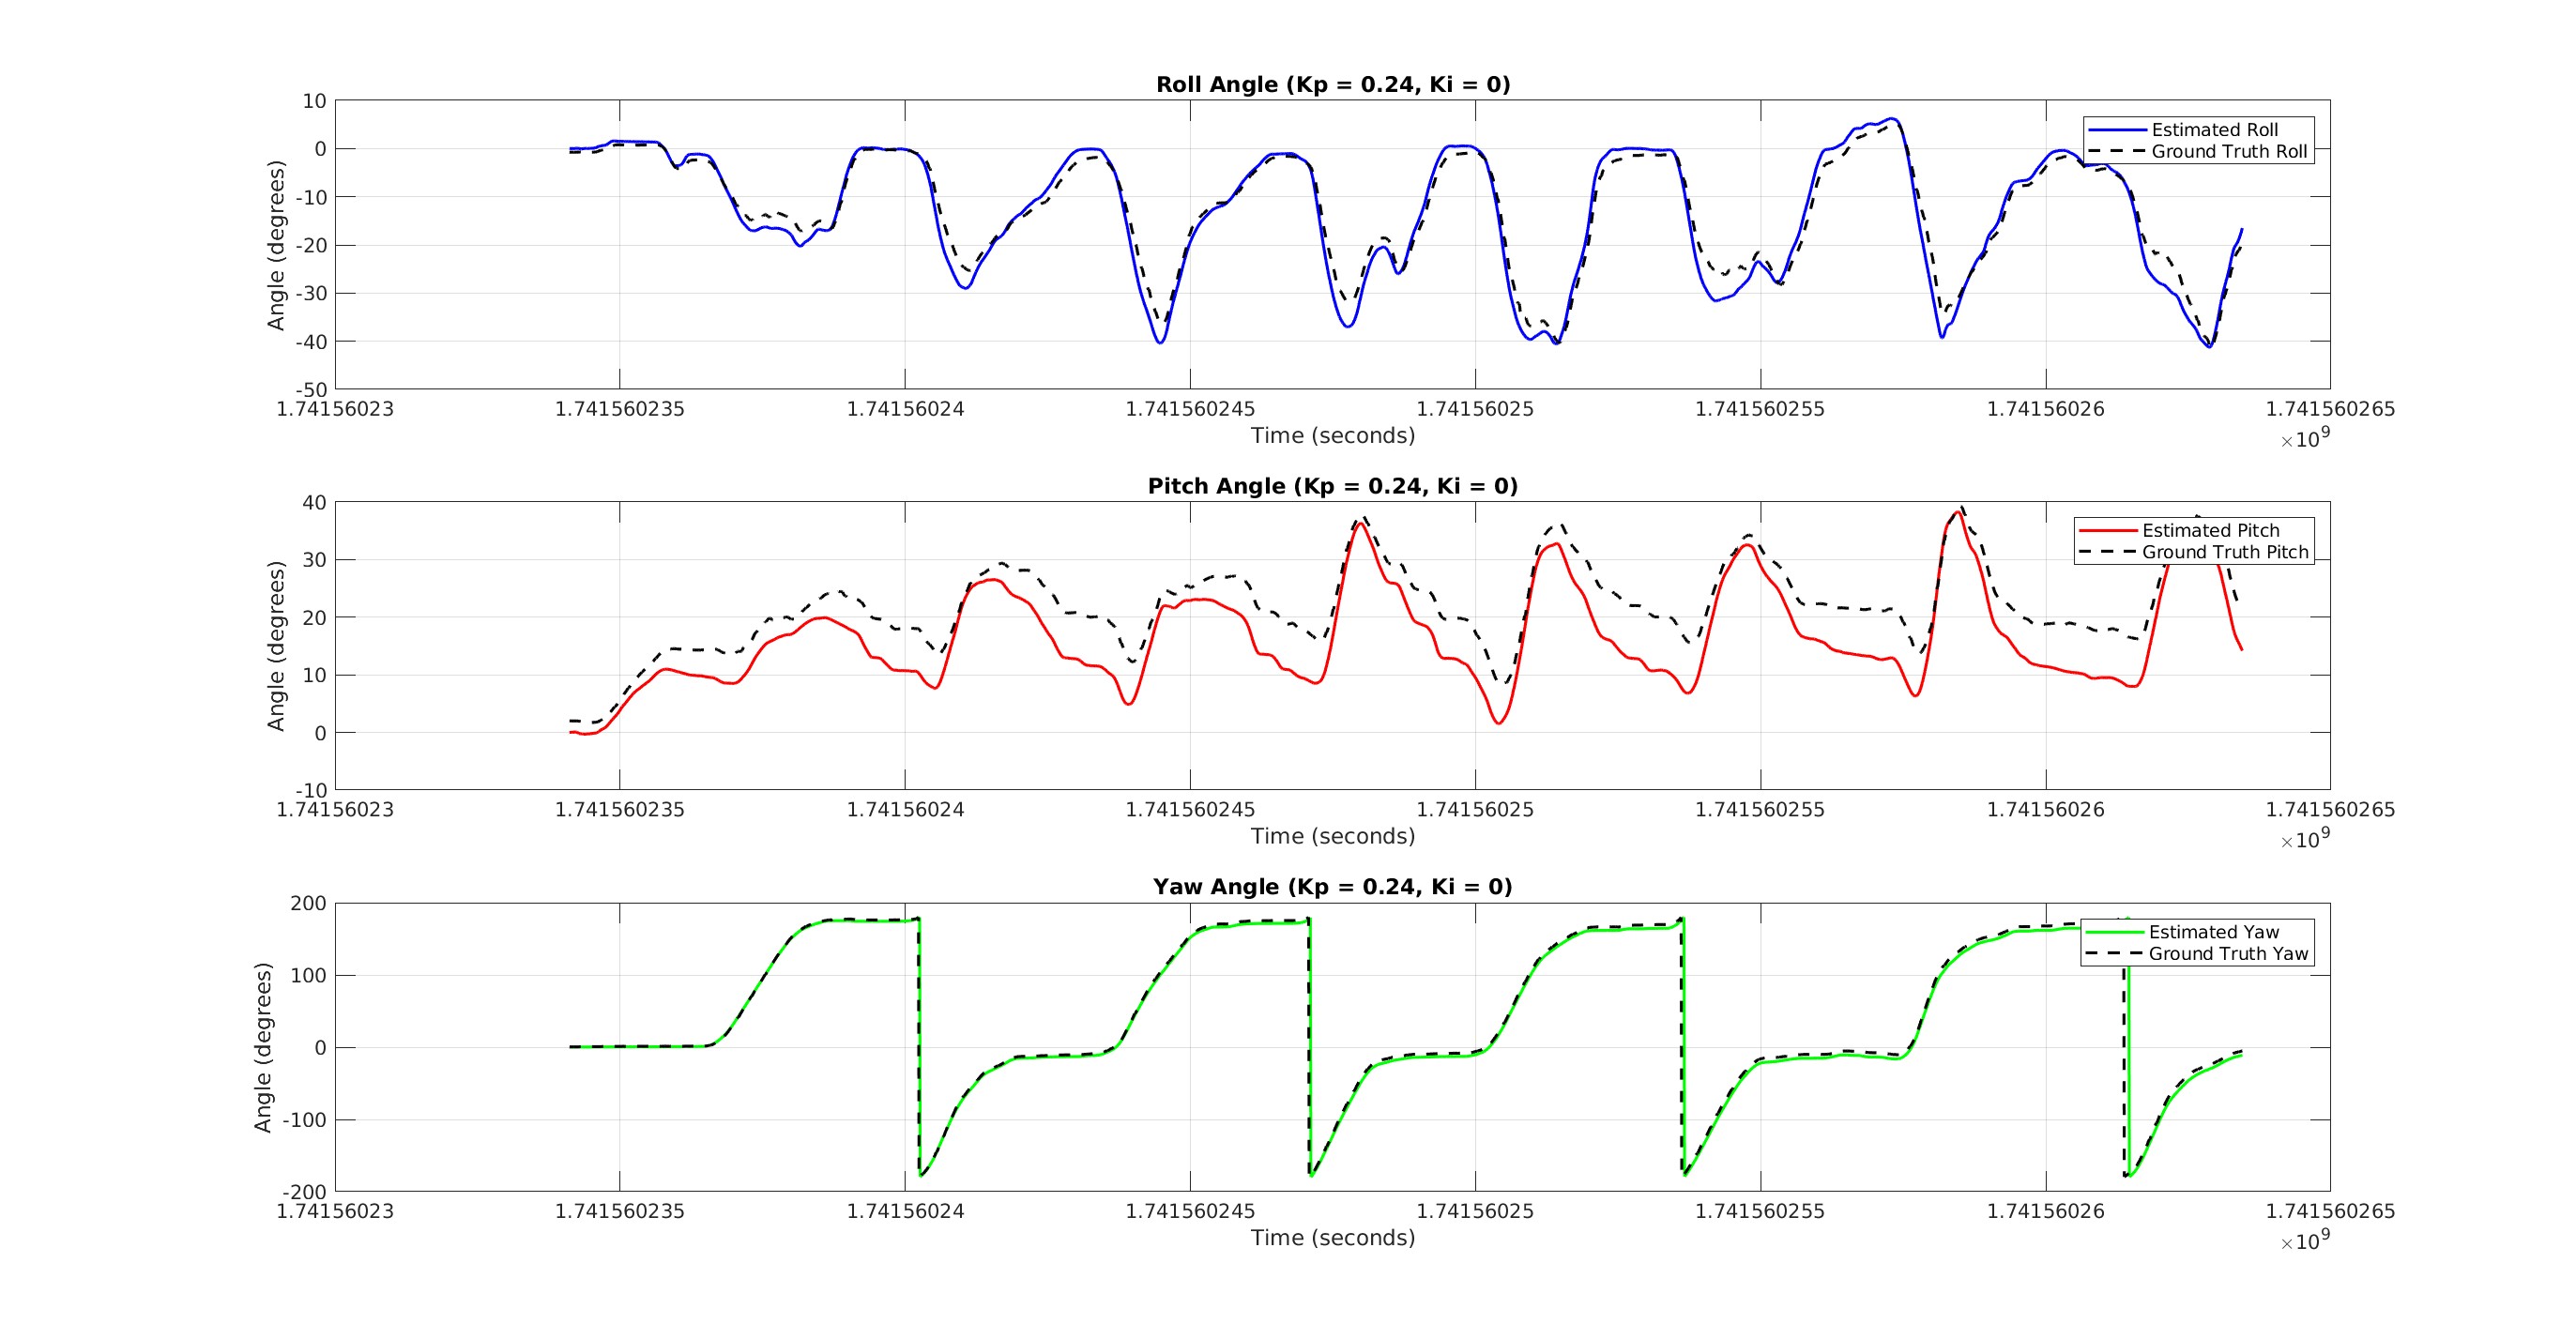 Roll Angle (Kp = 0.24, Ki = 0)
10
0
-10
-20
-30
-40
-50
Angle (degrees)
Estimated Roll
Ground Truth Roll
1.74156023 1.741560235 1.74156024 1.741560245 1.74156025 1.741560255 1.74156026 1.741560265
Time (seconds)
×10^9
Pitch Angle (Kp = 0.24, Ki = 0)
40
30
20
10
0
-10
Angle (degrees)
Estimated Pitch
Ground Truth Pitch
1.74156023 1.741560235 1.74156024 1.741560245 1.74156025 1.741560255 1.74156026 1.741560265
Time (seconds)
×10^9
Yaw Angle (Kp = 0.24, Ki = 0)
200
100
0
-100
-200
Angle (degrees)
Estimated Yaw
Ground Truth Yaw
1.74156023 1.741560235 1.74156024 1.741560245 1.74156025 1.741560255 1.74156026 1.741560265
Time (seconds)
×10^9